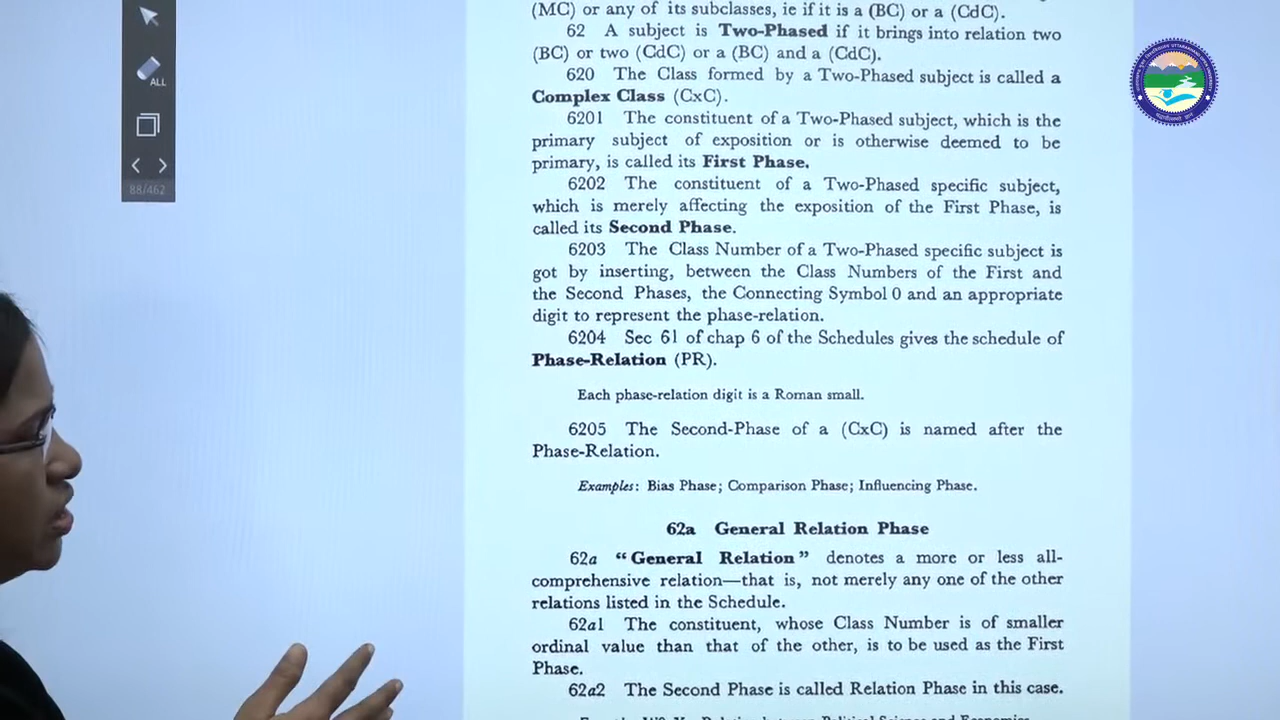 ALL
88/462
(MC) or any of its subclasses, ie if it is a (BC) or a (CdC).
62 A subject is Two-Phased if it brings into relation two
(BC) or two (CdC) or a (BC) and a (CdC).
620 The Class formed by a Two-Phased subject is called a
Complex Class (CxC).
6201 The constituent of a Two-Phased subject, which is the
primary subject of exposition or is otherwise deemed to be
primary, is called its First Phase.
6202 The constituent of a Two-Phased specific subject,
which is merely affecting the exposition of the First Phase, is
called its Second Phase.
6203 The Class Number of a Two-Phased specific subject is
got by inserting, between the Class Numbers of the First and
the Second Phases, the Connecting Symbol 0 and an appropriate
digit to represent the phase-relation.
6204 Sec 61 of chap 6 of the Schedules gives the schedule of
Phase-Relation (PR).
Each phase-relation digit is a Roman small.
6205 The Second-Phase of a (CxC) is named after the
Phase-Relation.
Examples: Bias Phase; Comparison Phase; Influencing Phase.
62a General Relation Phase
62a "General Relation" denotes a more or less all-
comprehensive relation—that is, not merely any one of the other
relations listed in the Schedule.
62a1 The constituent, whose Class Number is of smaller
ordinal value than that of the other, is to be used as the First
Phase.
62a2 The Second Phase is called Relation Phase in this case.
Relation between Political Science and Economics